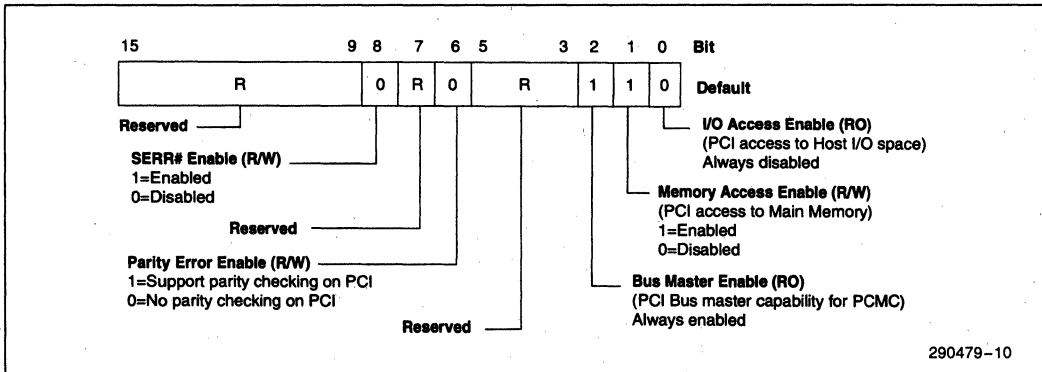 15 9 8 7 6 5 3 2 1 0 Bit
R 0 R 0 R 1 1 0 Default
Reserved
SERR# Enable (R/W)
1=Enabled
0=Disabled
Reserved
Parity Error Enable (R/W)
1=Support parity checking on PCI
0=No parity checking on PCI
Reserved
I/O Access Enable (RO)
(PCI access to Host I/O space)
Always disabled
Memory Access Enable (R/W)
(PCI access to Main Memory)
1=Enabled
0=Disabled
Bus Master Enable (RO)
(PCI Bus master capability for PCMC)
Always enabled
290479-10